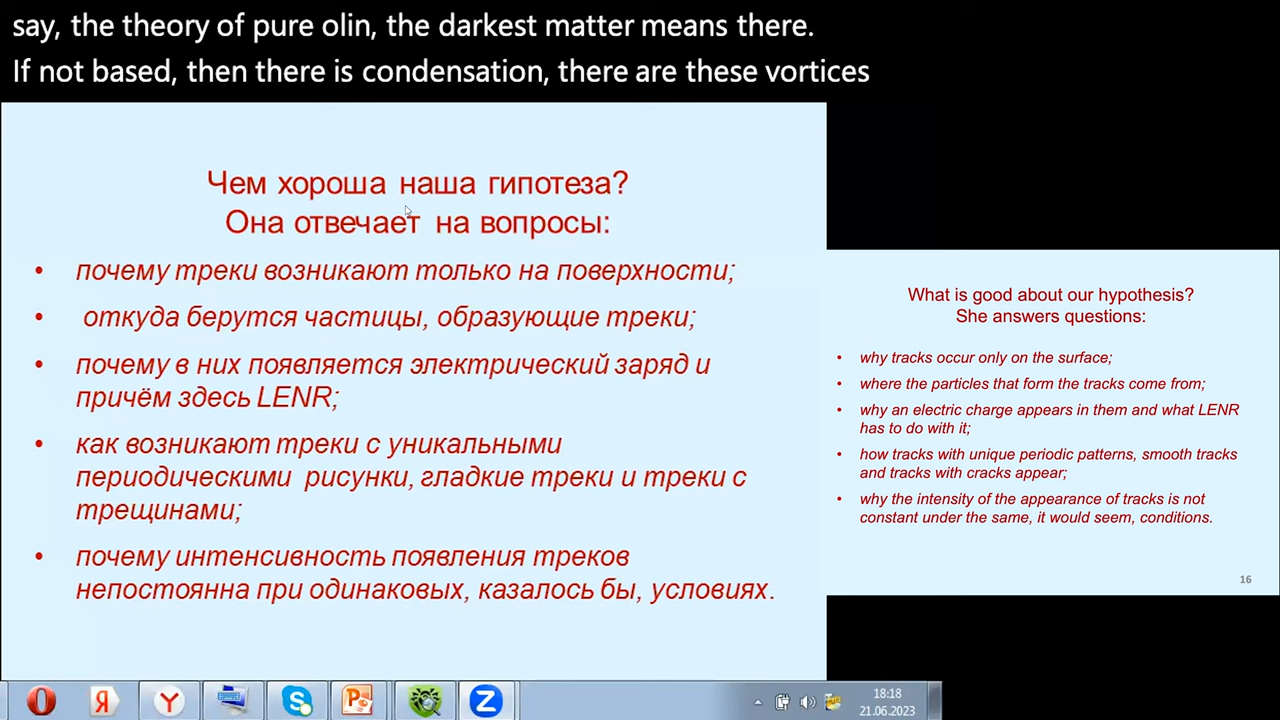 say, the theory of pure olin, the darkest matter means there.
If not based, then there is condensation, there are these vortices
Чем хороша наша гипотеза?
Она отвечает на вопросы:
• почему треки возникают только на поверхности;
• откуда берутся частицы, образующие треки;
• почему в них появляется электрический заряд и
причём здесь LENR;
• как возникают треки с уникальными
периодическими рисунки, гладкие треки и треки с
трещинами;
• почему интенсивность появления треков
непостоянна при одинаковых, казалось бы, условиях.
What is good about our hypothesis?
She answers questions:
• why tracks occur only on the surface;
• where the particles that form the tracks come from;
• why an electric charge appears in them and what LENR
has to do with it;
• how tracks with unique periodic patterns, smooth tracks
and tracks with cracks appear;
• why the intensity of the appearance of tracks is not
constant under the same, it would seem, conditions.
16
18:18
21.06.2023